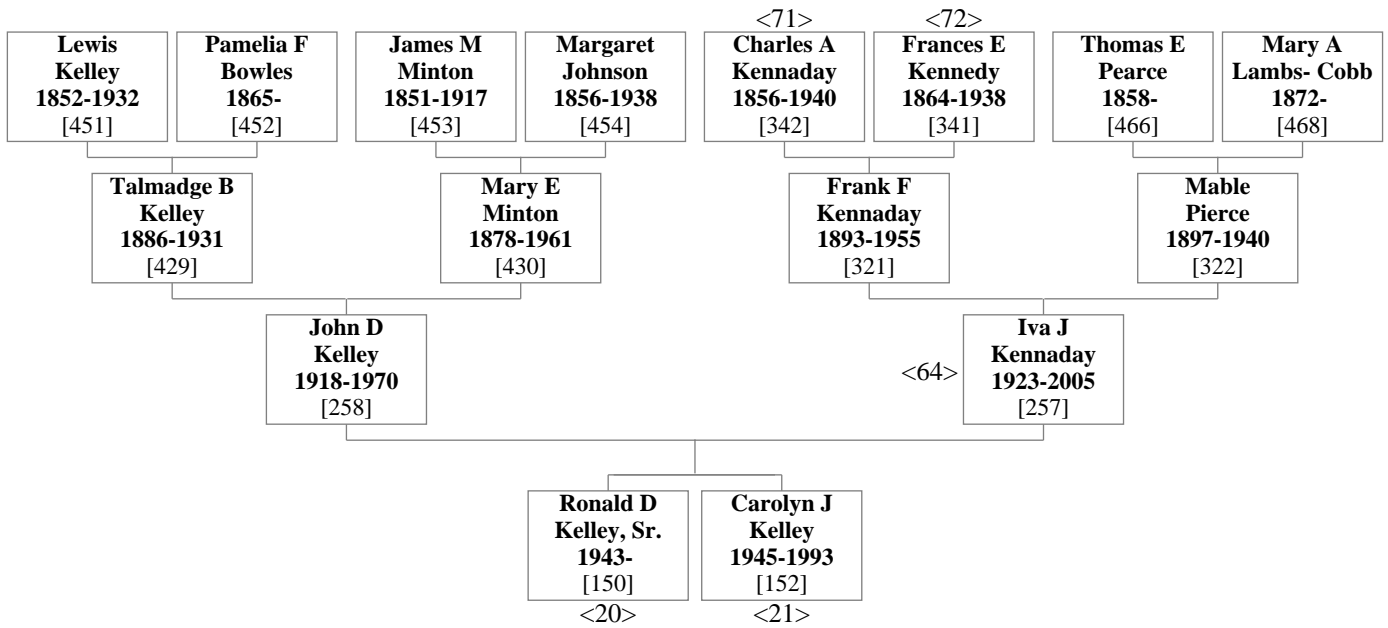 <71>
<72>
Lewis
Kelley
1852-1932
[451]
Pamelia F
Bowles
1865-
[452]
James M
Minton
1851-1917
[453]
Margaret
Johnson
1856-1938
[454]
Charles A
Kennaday
1856-1940
[342]
Frances E
Kennedy
1864-1938
[341]
Thomas E
Pearce
1858-
[466]
Mary A
Lambs- Cobb
1872-
[468]
Talmadge B
Kelley
1886-1931
[429]
Mary E
Minton
1878-1961
[430]
Frank F
Kennaday
1893-1955
[321]
Mable
Pierce
1897-1940
[322]
John D
Kelley
1918-1970
[258]
<64>
Iva J
Kennaday
1923-2005
[257]
Ronald D
Kelley, Sr.
1943-
[150]
<20>
Carolyn J
Kelley
1945-1993
[152]
<21>